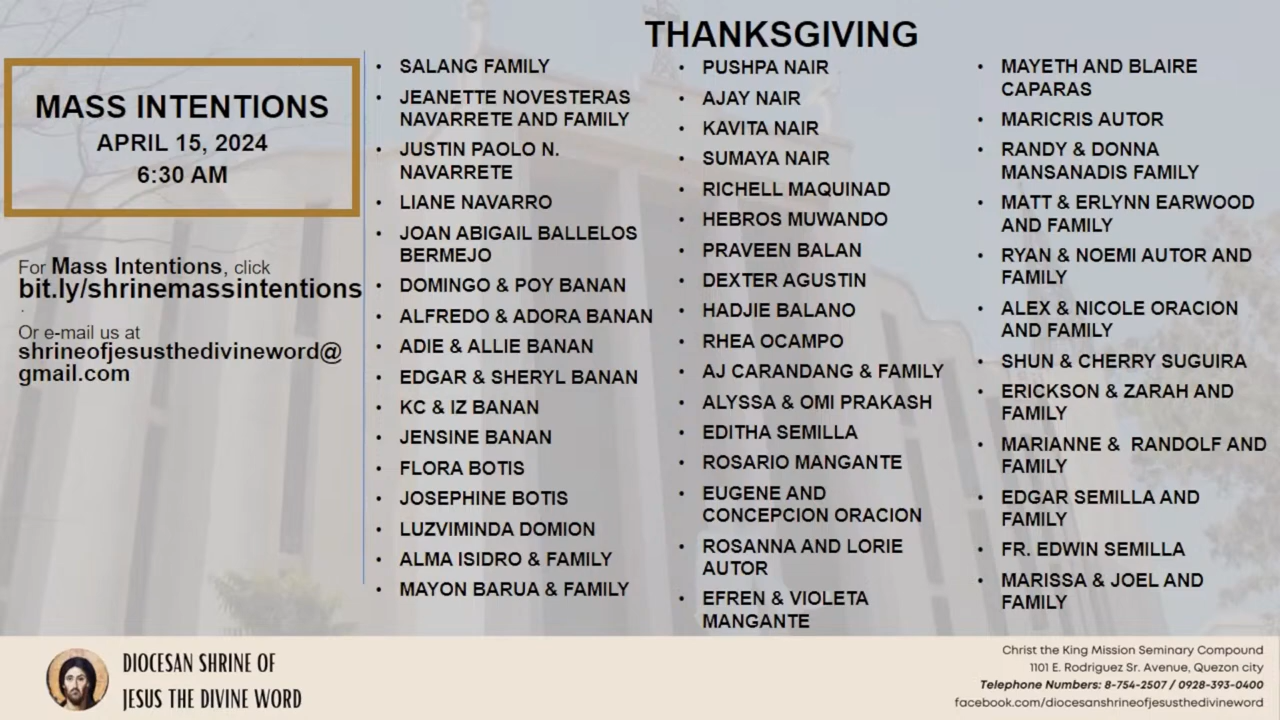 THANKSGIVING
MASS INTENTIONS
APRIL 15, 2024
6:30 AM
For Mass Intentions, click
bit.ly/shrinemassintentions
.
Or e-mail us at
shrineofjesusthedivineword@
gmail.com
• SALANG FAMILY
• JEANETTE NOVESTERAS
NAVARRETE AND FAMILY
• JUSTIN PAOLO N.
NAVARRETE
• LIANE NAVARRO
• JOAN ABIGAIL BALLELOS
BERMEJO
• DOMINGO & POY BANAN
• ALFREDO & ADORA BANAN
• ADIE & ALLIE BANAN
• EDGAR & SHERYL BANAN
• KC & IZ BANAN
• JENSINE BANAN
• FLORA BOTIS
• JOSEPHINE BOTIS
• LUZVIMINDA DOMION
• ALMA ISIDRO & FAMILY
• MAYON BARUA & FAMILY
• PUSHPA NAIR
• AJAY NAIR
• KAVITA NAIR
• SUMAYA NAIR
• RICHELL MAQUINAD
• HEBROS MUWANDO
• PRAVEEN BALAN
• DEXTER AGUSTIN
• HADJIE BALANO
• RHEA OCAMPO
• AJ CARANDANG & FAMILY
• ALYSSA & OMI PRAKASH
• EDITHA SEMILLA
• ROSARIO MANGANTE
• EUGENE AND
CONCEPCION ORACION
• ROSANNA AND LORIE
AUTOR
• EFREN & VIOLETA
MANGANTE
• MAYETH AND BLAIRE
CAPARAS
• MARICRIS AUTOR
• RANDY & DONNA
MANSANADIS FAMILY
• MATT & ERLYNN EARWOOD
AND FAMILY
• RYAN & NOEMI AUTOR AND
FAMILY
• ALEX & NICOLE ORACION
AND FAMILY
• SHUN & CHERRY SUGUIRA
• ERICKSON & ZARAH AND
FAMILY
• MARIANNE & RANDOLF AND
FAMILY
• EDGAR SEMILLA AND
FAMILY
• FR. EDWIN SEMILLA
• MARISSA & JOEL AND
FAMILY
DIOCESAN SHRINE OF
JESUS THE DIVINE WORD
Christ the King Mission Seminary Compound
1101 E. Rodriguez Sr. Avenue, Quezon city
Telephone Numbers: 8-754-2507 / 0928-393-0400
facebook.com/diocesanshrineofjesusthedivineword